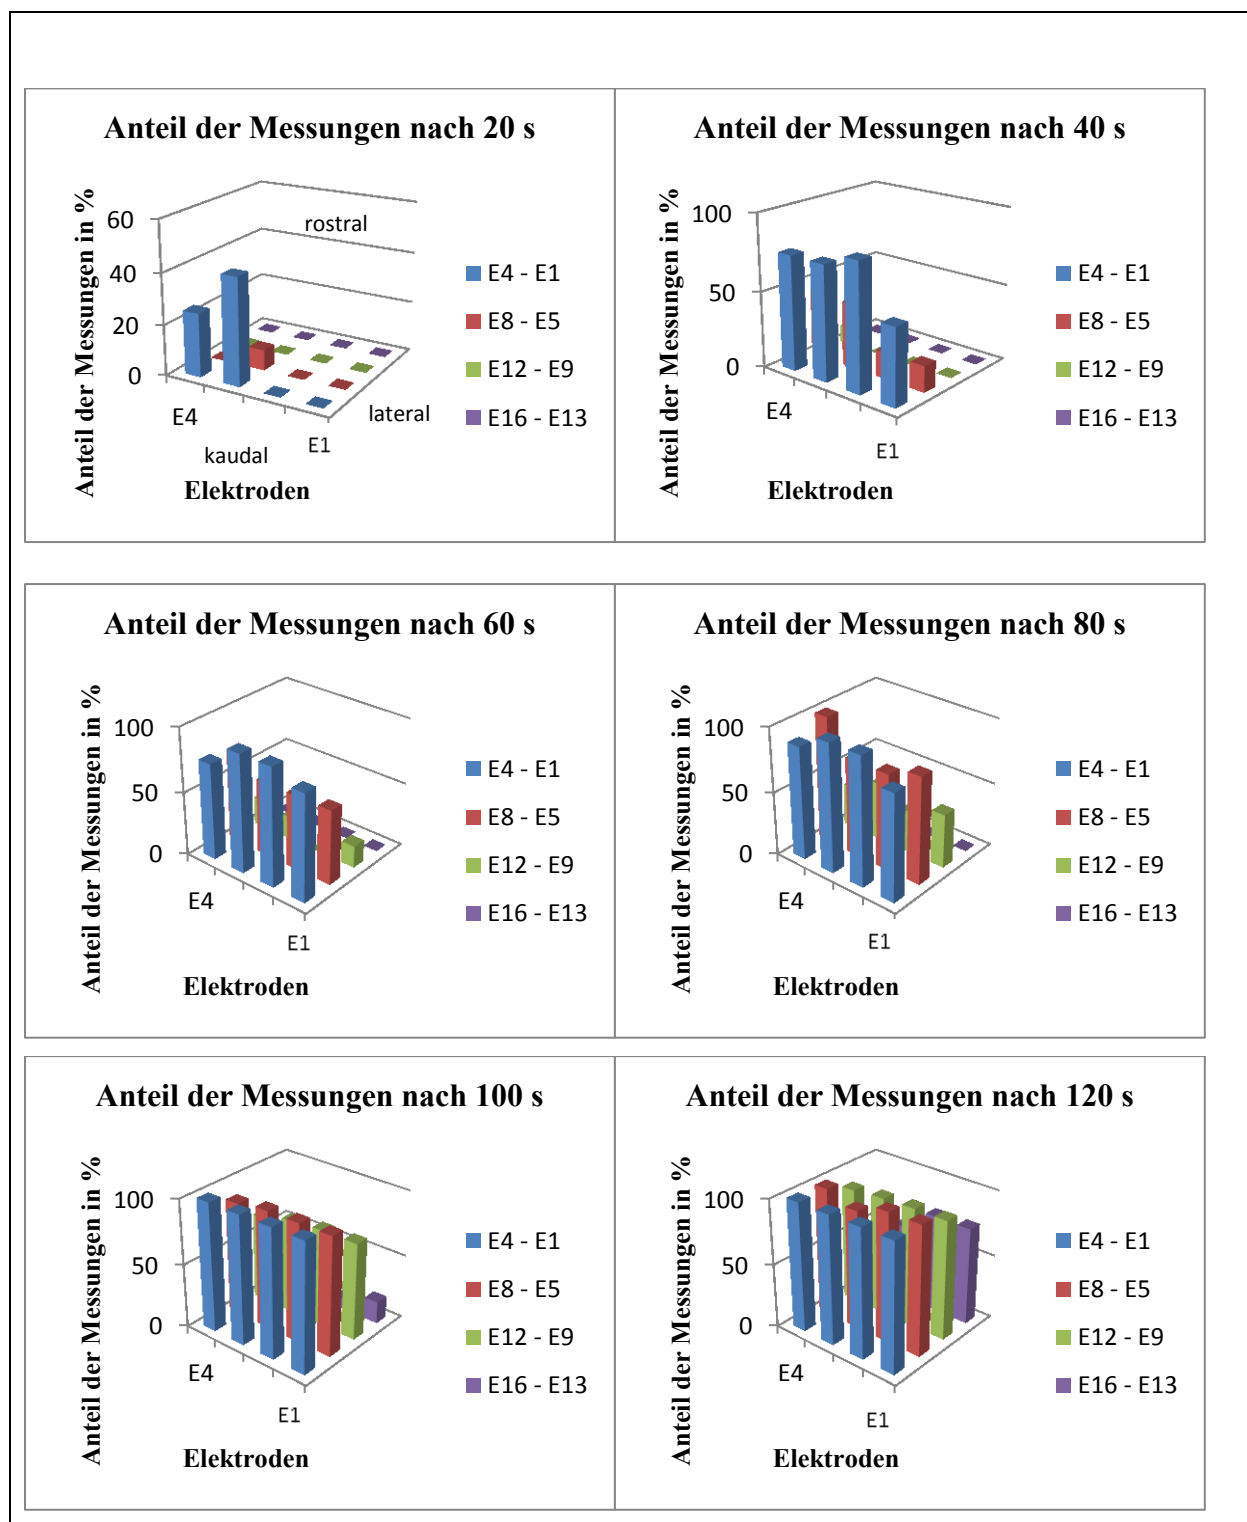 Anteil der Messungen nach 20 s
Anteil der Messungen in %
60
40
20
0
rostral
lateral
kaudal
E4
E1
Elektroden
E4 - E1
E8 - E5
E12 - E9
E16 - E13
Anteil der Messungen nach 40 s
Anteil der Messungen in %
100
50
0
E4
E1
Elektroden
E4 - E1
E8 - E5
E12 - E9
E16 - E13
Anteil der Messungen nach 60 s
Anteil der Messungen in %
100
50
0
E4
E1
Elektroden
E4 - E1
E8 - E5
E12 - E9
E16 - E13
Anteil der Messungen nach 80 s
Anteil der Messungen in %
100
50
0
E4
E1
Elektroden
E4 - E1
E8 - E5
E12 - E9
E16 - E13
Anteil der Messungen nach 100 s
Anteil der Messungen in %
100
50
0
E4
E1
Elektroden
E4 - E1
E8 - E5
E12 - E9
E16 - E13
Anteil der Messungen nach 120 s
Anteil der Messungen in %
100
50
0
E4
E1
Elektroden
E4 - E1
E8 - E5
E12 - E9
E16 - E13